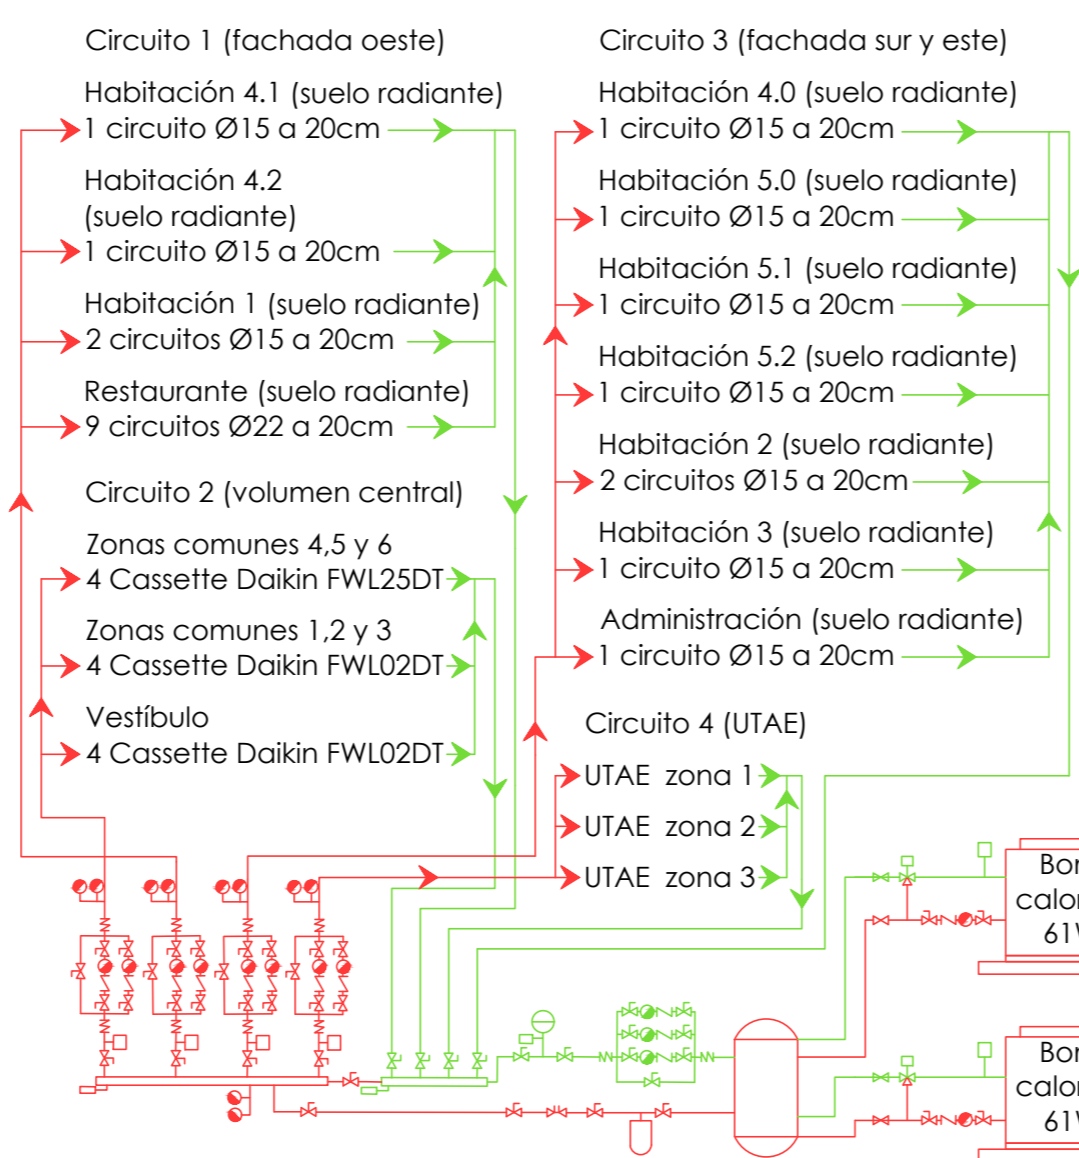 Circuito 1 (fachada oeste)
Habitación 4.1 (suelo radiante)
1 circuito Ø15 a 20cm
Habitación 4.2
(suelo radiante)
1 circuito Ø15 a 20cm
Habitación 1 (suelo radiante)
2 circuitos Ø15 a 20cm
Restaurante (suelo radiante)
9 circuitos Ø22 a 20cm
Circuito 2 (volumen central)
Zonas comunes 4,5 y 6
4 Cassette Daikin FWL25DT
Zonas comunes 1,2 y 3
4 Cassette Daikin FWL02DT
Vestíbulo
4 Cassette Daikin FWL02DT
Circuito 3 (fachada sur y este)
Habitación 4.0 (suelo radiante)
1 circuito Ø15 a 20cm
Habitación 5.0 (suelo radiante)
1 circuito Ø15 a 20cm
Habitación 5.1 (suelo radiante)
1 circuito Ø15 a 20cm
Habitación 5.2 (suelo radiante)
1 circuito Ø15 a 20cm
Habitación 2 (suelo radiante)
2 circuitos Ø15 a 20cm
Habitación 3 (suelo radiante)
1 circuito Ø15 a 20cm
Administración (suelo radiante)
1 circuito Ø15 a 20cm
Circuito 4 (UTAE)
UTAE zona 1
UTAE zona 2
UTAE zona 3